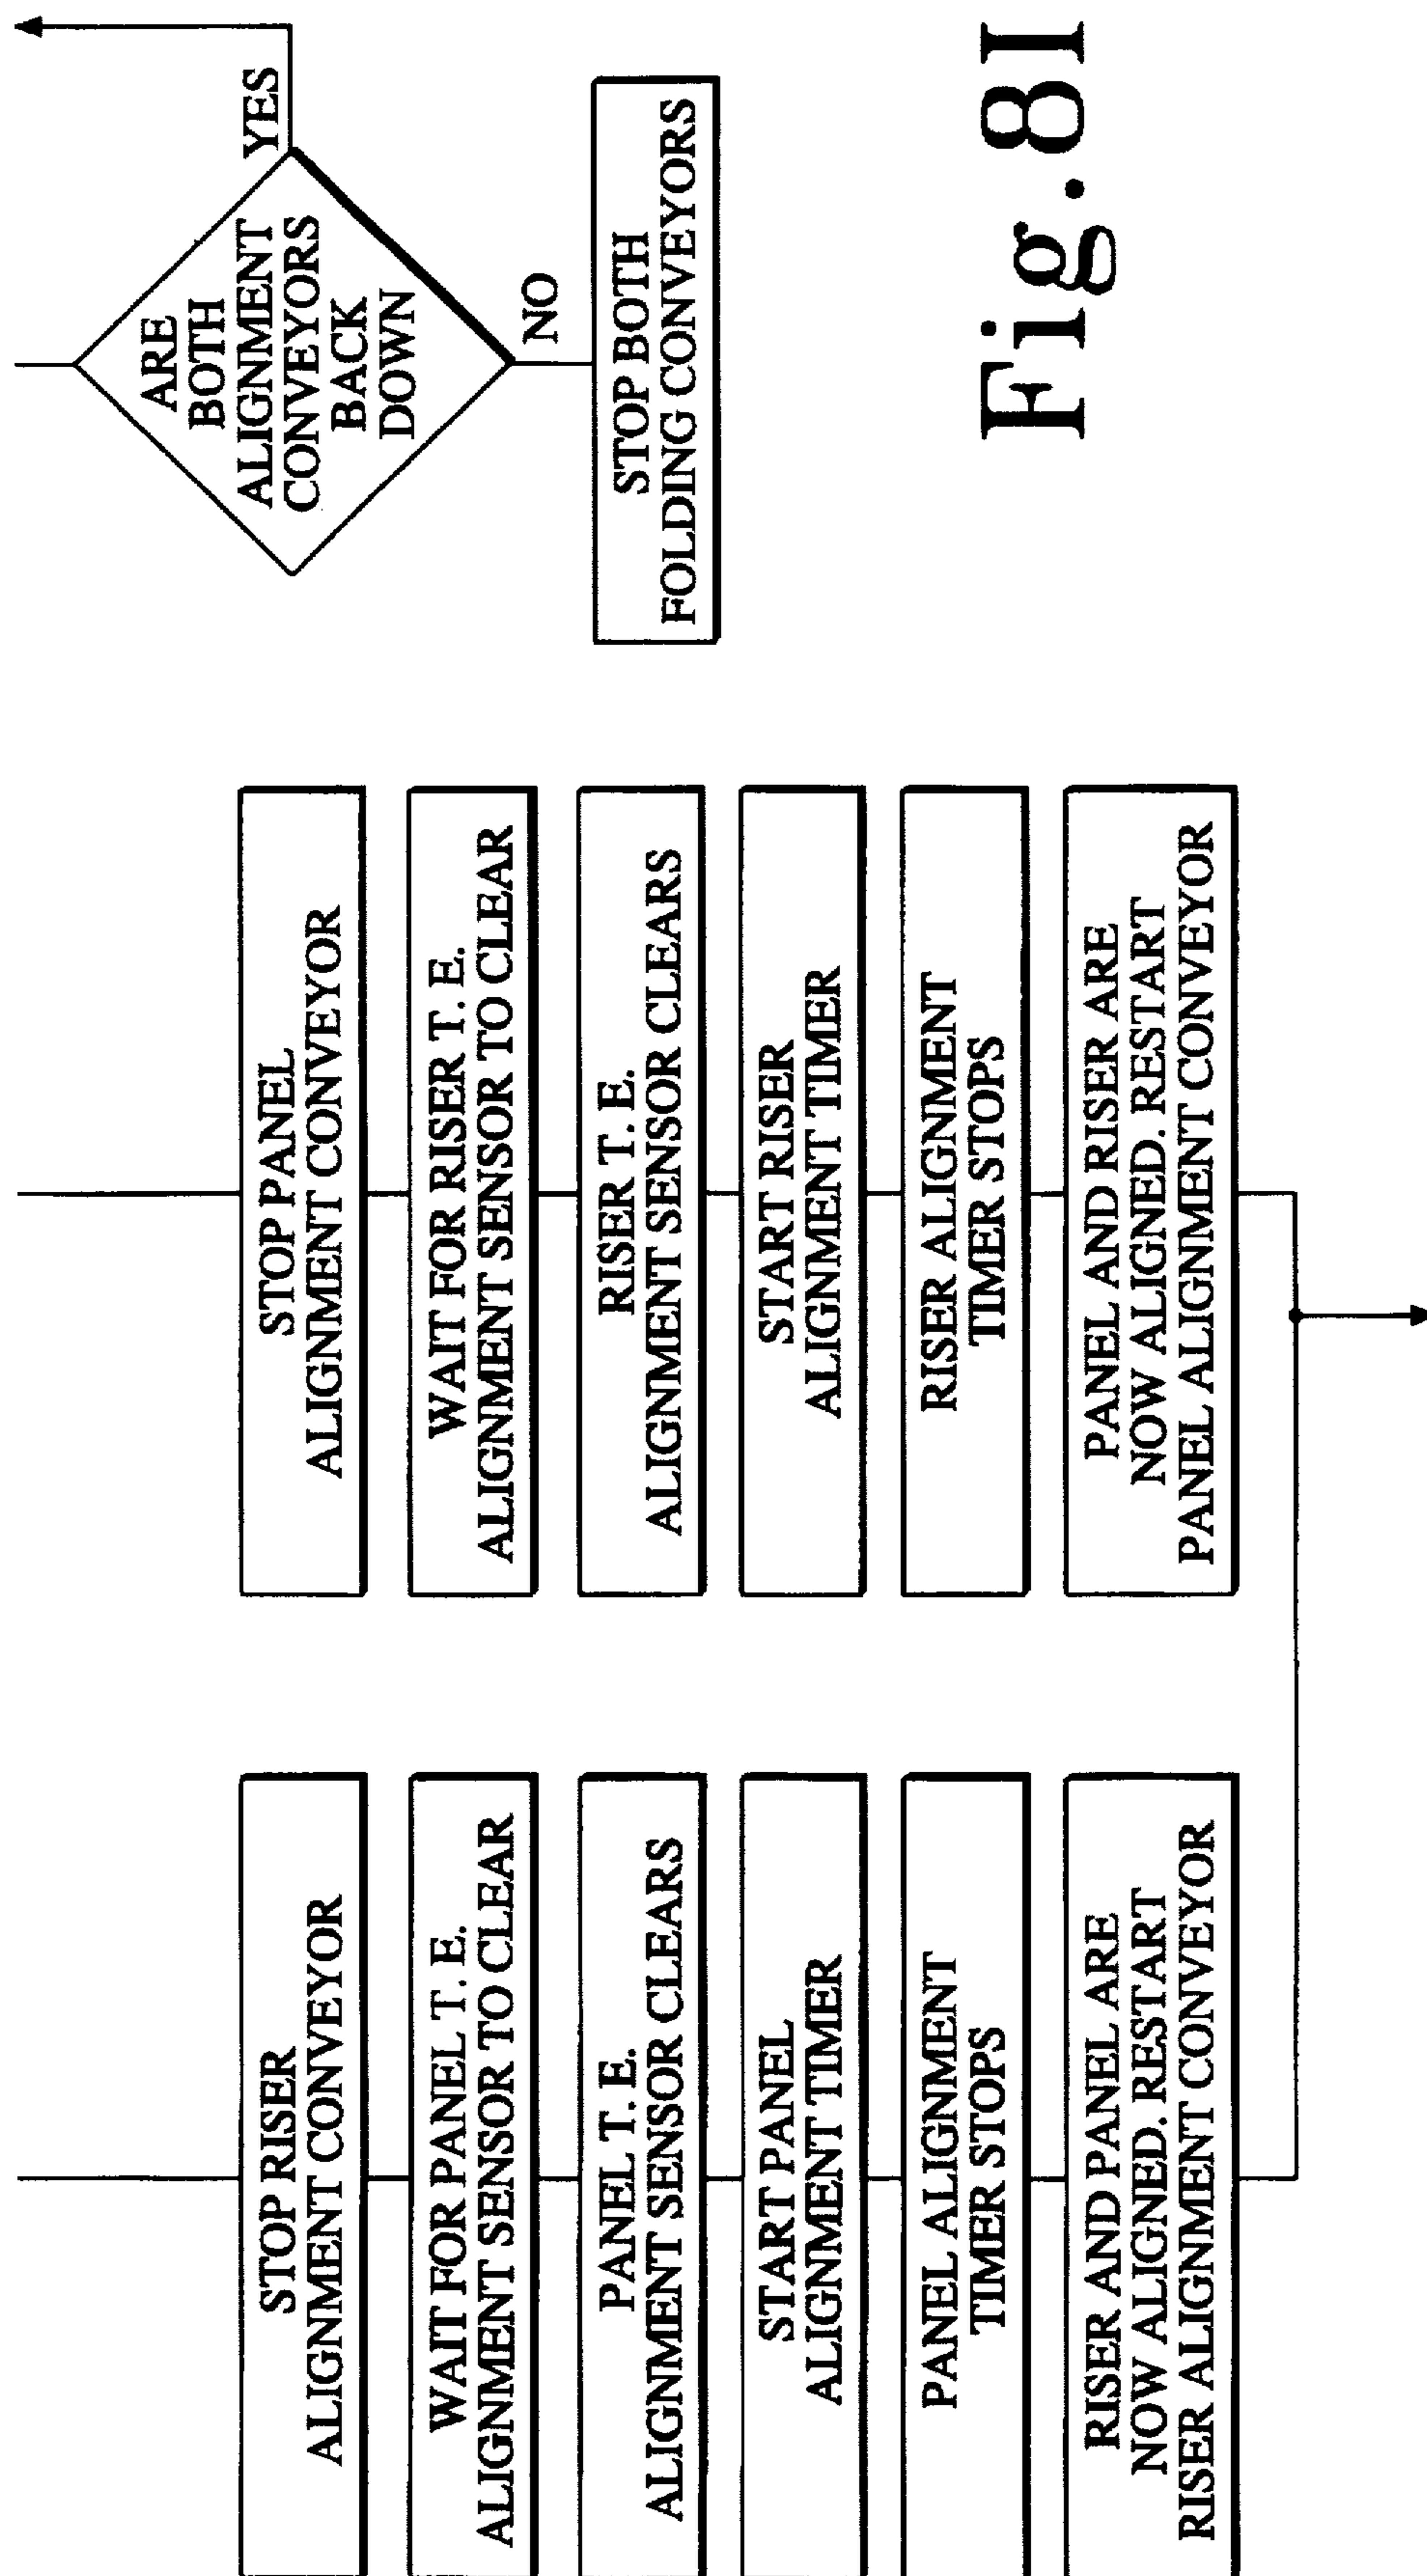 STOP RISER
ALIGNMENT CONVEYOR
WAIT FOR PANEL T. E.
ALIGNMENT SENSOR TO CLEAR
PANEL T. E.
ALIGNMENT SENSOR CLEARS
START PANEL
ALIGNMENT TIMER
PANEL ALIGNMENT
TIMER STOPS
RISER AND PANEL ARE
NOW ALIGNED. RESTART
RISER ALIGNMENT CONVEYOR
STOP PANEL
ALIGNMENT CONVEYOR
WAIT FOR RISER T. E.
ALIGNMENT SENSOR TO CLEAR
RISER T. E.
ALIGNMENT SENSOR CLEARS
START RISER
ALIGNMENT TIMER
RISER ALIGNMENT
TIMER STOPS
PANEL AND RISER ARE
NOW ALIGNED. RESTART
PANEL ALIGNMENT CONVEYOR
ARE
BOTH
ALIGNMENT
CONVEYORS
BACK
DOWN
YES
NO
STOP BOTH
FOLDING CONVEYORS
Fig.8I